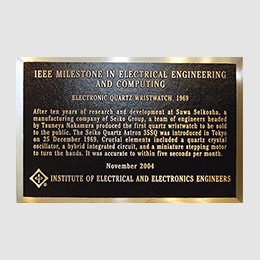 IEEE MILESTONE IN ELECTRICAL ENGINEERING
AND COMPUTING
ELECTRONIC QUARTZ WRISTWATCH, 1969
After ten years of research and development at Suwa Seikosha, a
manufacturing company of Seiko Group, a team of engineers headed
by Tsuneya Nakamura produced the first quartz wristwatch to be sold
to the public. The Seiko Quartz Astron 35SQ was introduced in Tokyo
on 25 December 1969. Crucial elements included a quartz crystal
oscillator, a hybrid integrated circuit, and a miniature stepping motor
to turn the hands. It was accurate to within five seconds per month.
November 2004
INSTITUTE OF ELECTRICAL AND ELECTRONICS ENGINEERS